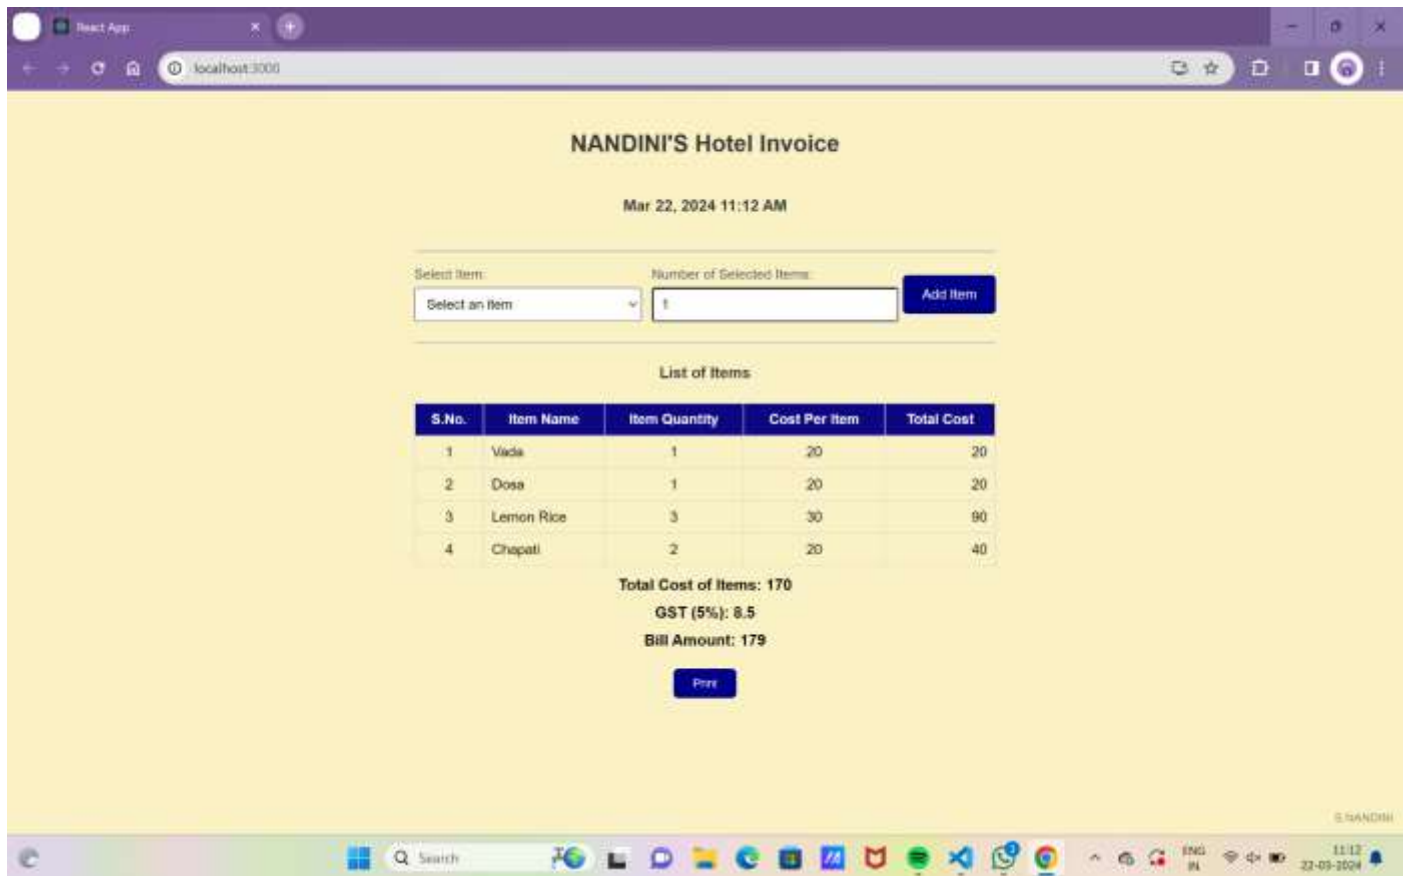 React App
localhost:3000
NANDINI'S Hotel Invoice
Mar 22, 2024 11:12 AM
Select Item:
Number of Selected Items:
Select an item
1
Add Item
List of Items
S.No. Item Name Item Quantity Cost Per Item Total Cost
1 Vada 1 20 20
2 Dosa 1 20 20
3 Lemon Rice 3 30 90
4 Chapati 2 20 40
Total Cost of Items: 170
GST (5%): 8.5
Bill Amount: 179
Print
S NANDINI
Search
ENG
IN
11:12
22-03-2024